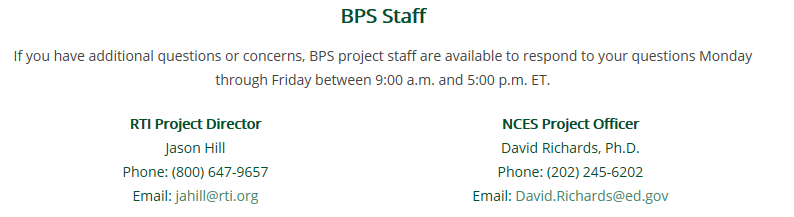 BPS Staff
If you have additional questions or concerns, BPS project staff are available to respond to your questions Monday
through Friday between 9:00 a.m. and 5:00 p.m. ET.
RTI Project Director
Jason Hill
Phone: (800) 647-9657
Email: jahill@rti.org
NCES Project Officer
David Richards, Ph.D.
Phone: (202) 245-6202
Email: David.Richards@ed.gov